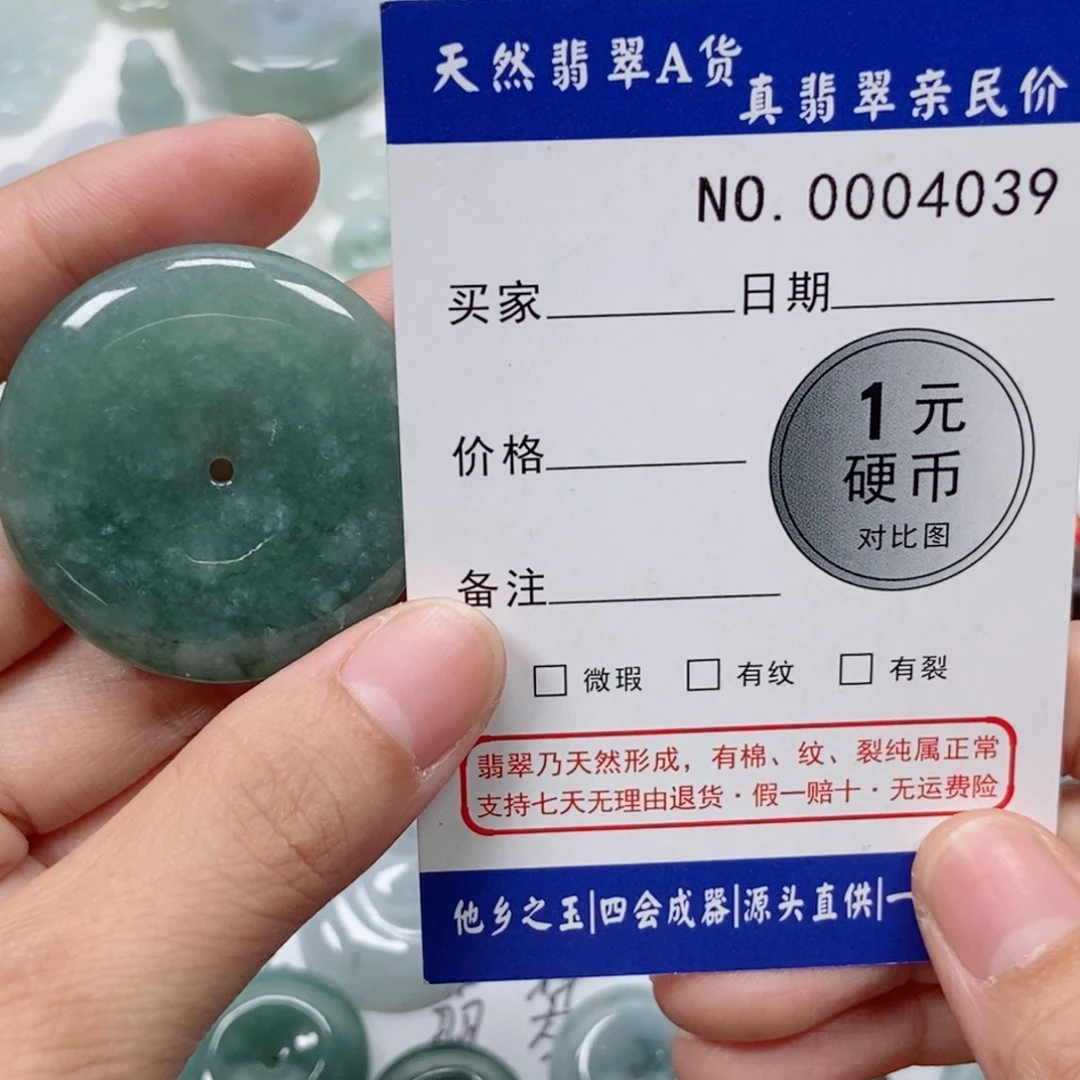 天然翡翠A货
真翡翠亲民价
NO. 0004039
买家 日期
价格
1元
硬币
对比图
备注
微瑕 有纹 有裂
翡翠乃天然形成，有棉、纹、裂纯属正常
支持七天无理由退货·假一赔十·无运费险
他乡之玉|四会成器|源头直供|一